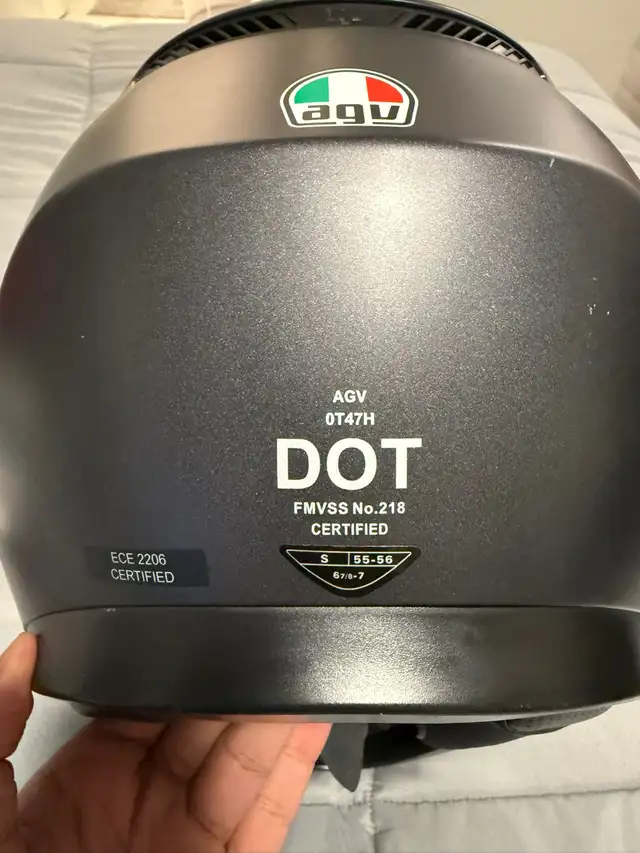 agv
AGV
0T47H
DOT
FMVSS No.218
CERTIFIED
ECE 2206
CERTIFIED
S 55-56
6 7/8-7